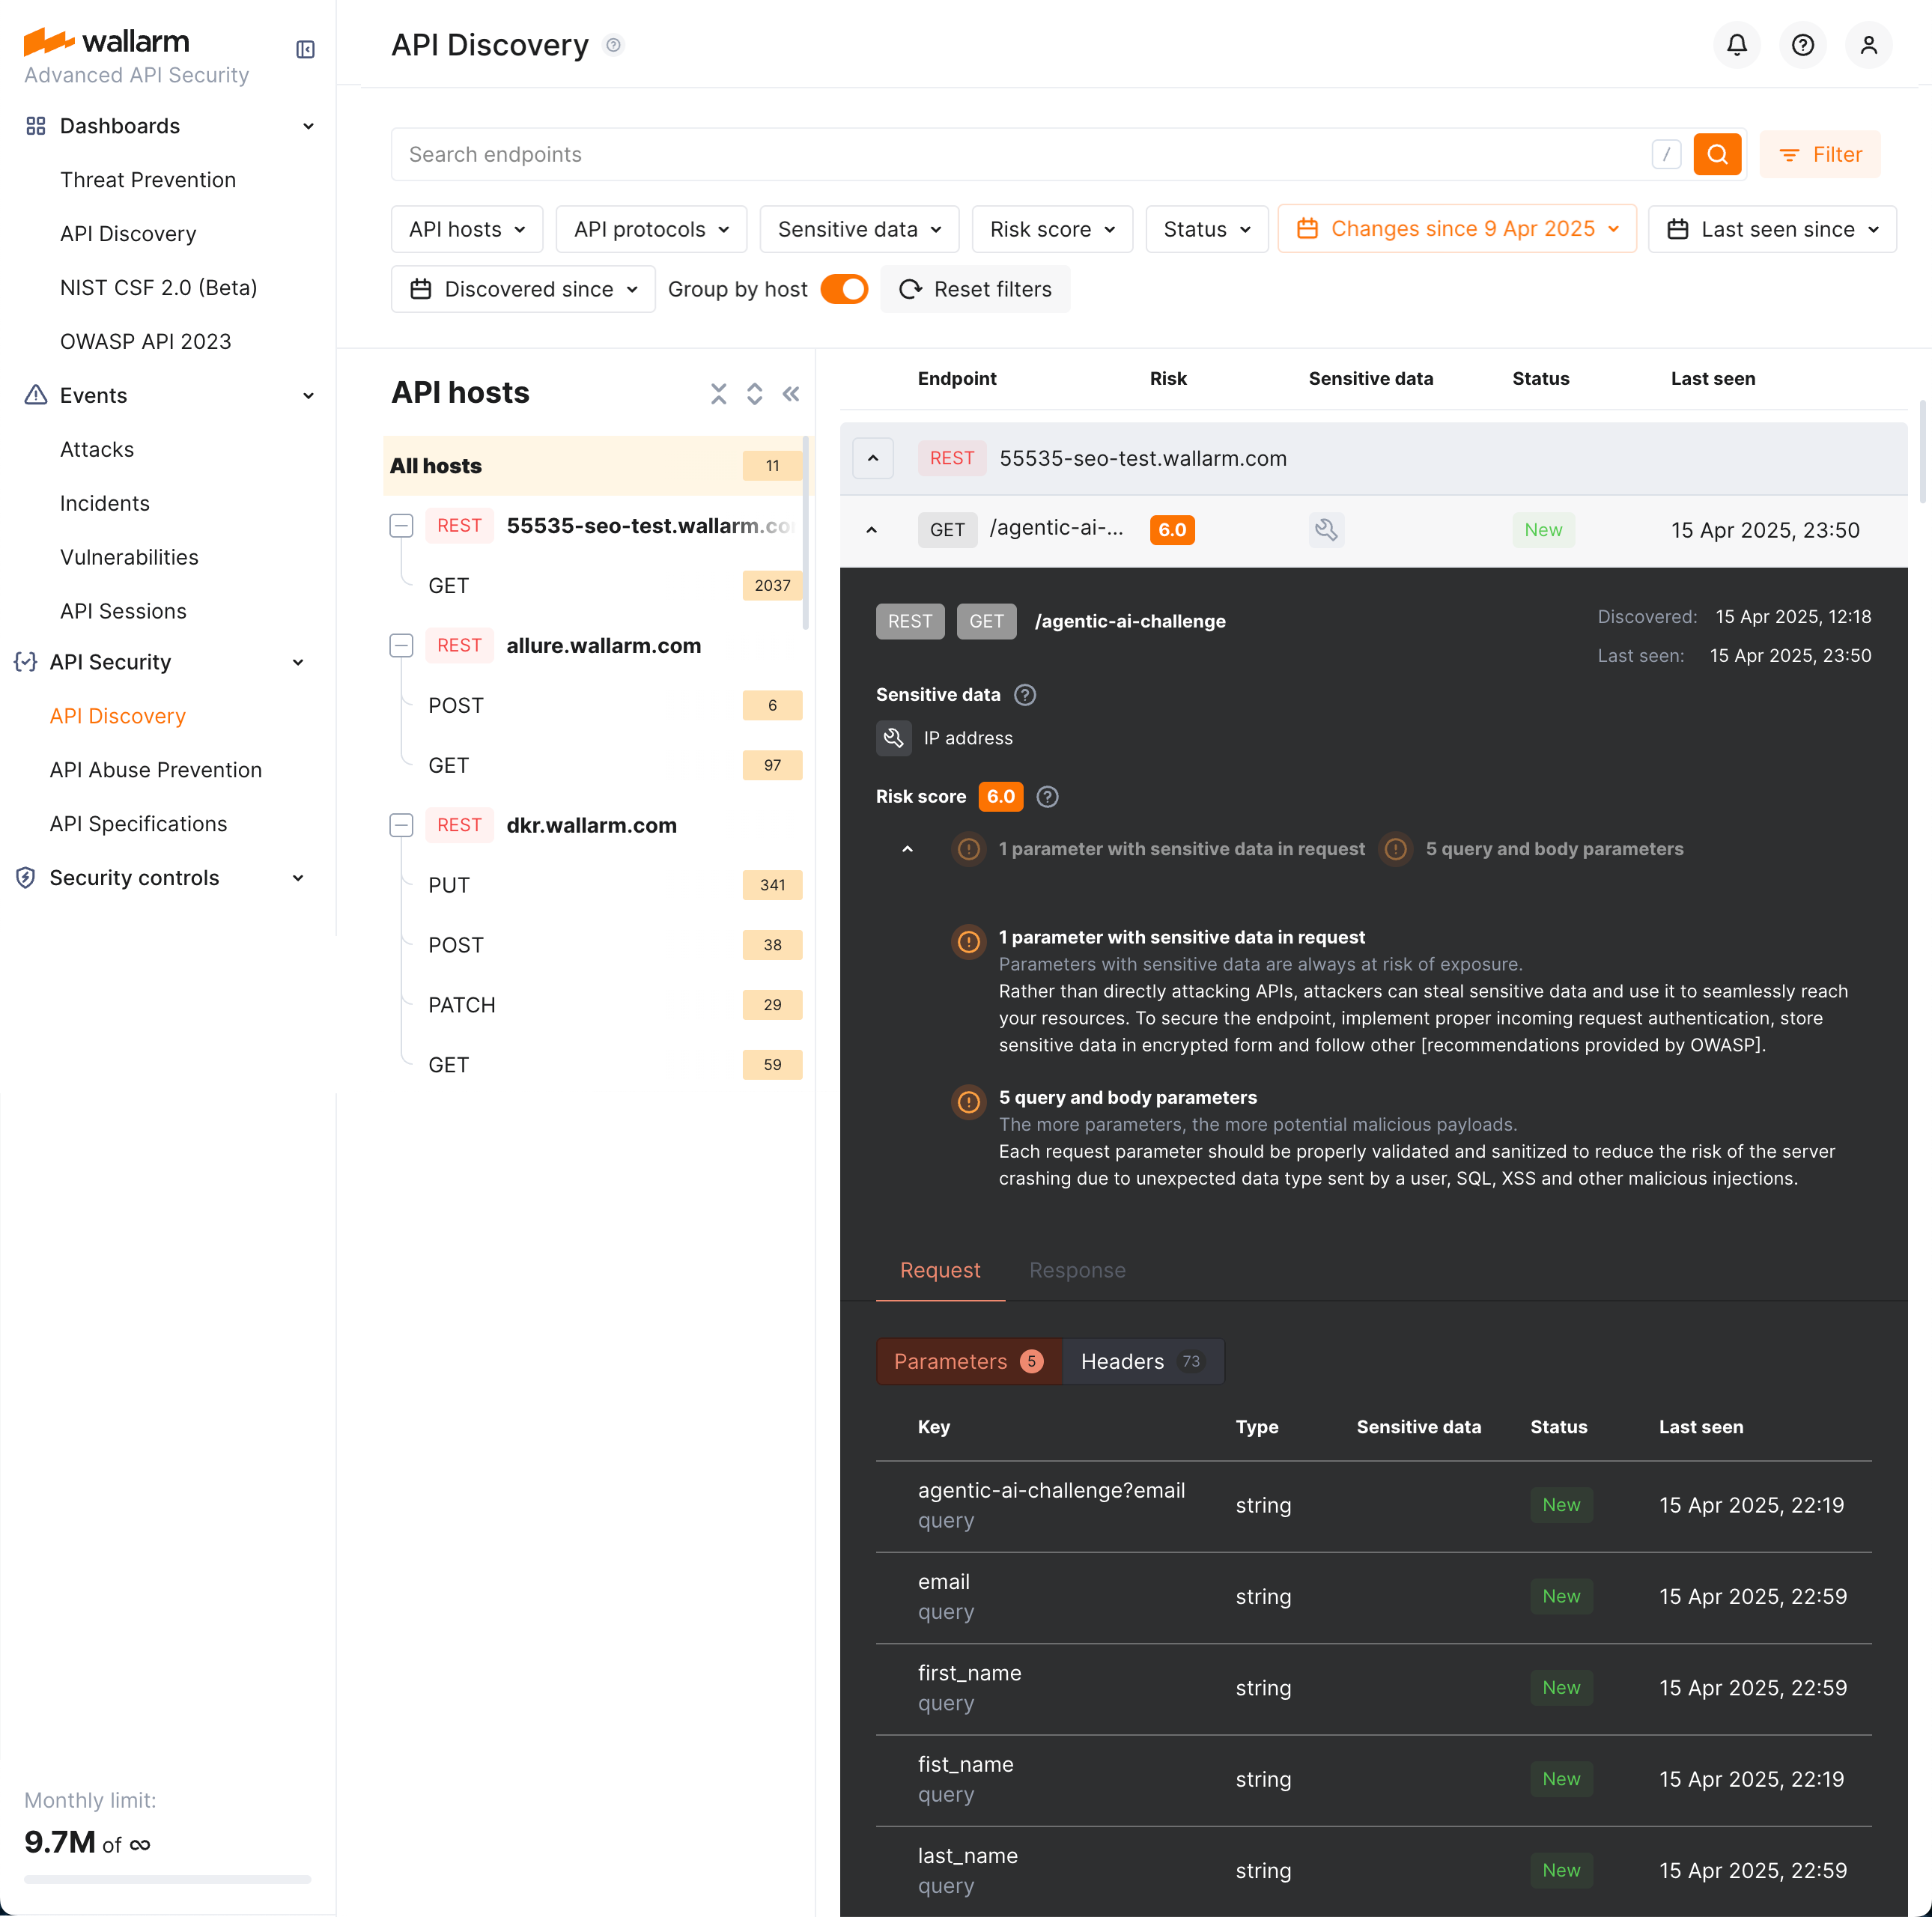 wallarm
Advanced API Security
Dashboards
Threat Prevention
API Discovery
NIST CSF 2.0 (Beta)
OWASP API 2023
Events
Attacks
Incidents
Vulnerabilities
API Sessions
API Security
API Discovery
API Abuse Prevention
API Specifications
Security controls
Monthly limit:
9.7M of ∞
API Discovery
Search endpoints /
Filter
API hosts API protocols Sensitive data Risk score Status Changes since 9 Apr 2025 Last seen since
Discovered since Group by host Reset filters
API hosts
All hosts 11
REST 55535-seo-test.wallarm.co
GET 2037
REST allure.wallarm.com
POST 6
GET 97
REST dkr.wallarm.com
PUT 341
POST 38
PATCH 29
GET 59
Endpoint Risk Sensitive data Status Last seen
REST 55535-seo-test.wallarm.com
GET /agentic-ai-... 6.0 New 15 Apr 2025, 23:50
REST GET /agentic-ai-challenge
Discovered: 15 Apr 2025, 12:18
Last seen: 15 Apr 2025, 23:50
Sensitive data
IP address
Risk score 6.0
1 parameter with sensitive data in request 5 query and body parameters
1 parameter with sensitive data in request
Parameters with sensitive data are always at risk of exposure.
Rather than directly attacking APIs, attackers can steal sensitive data and use it to seamlessly reach
your resources. To secure the endpoint, implement proper incoming request authentication, store
sensitive data in encrypted form and follow other [recommendations provided by OWASP].
5 query and body parameters
The more parameters, the more potential malicious payloads.
Each request parameter should be properly validated and sanitized to reduce the risk of the server
crashing due to unexpected data type sent by a user, SQL, XSS and other malicious injections.
Request Response
Parameters 5 Headers 73
Key Type Sensitive data Status Last seen
agentic-ai-challenge?email
query
string New 15 Apr 2025, 22:19
email
query
string New 15 Apr 2025, 22:59
first_name
query
string New 15 Apr 2025, 22:59
fist_name
query
string New 15 Apr 2025, 22:19
last_name
query
string New 15 Apr 2025, 22:59